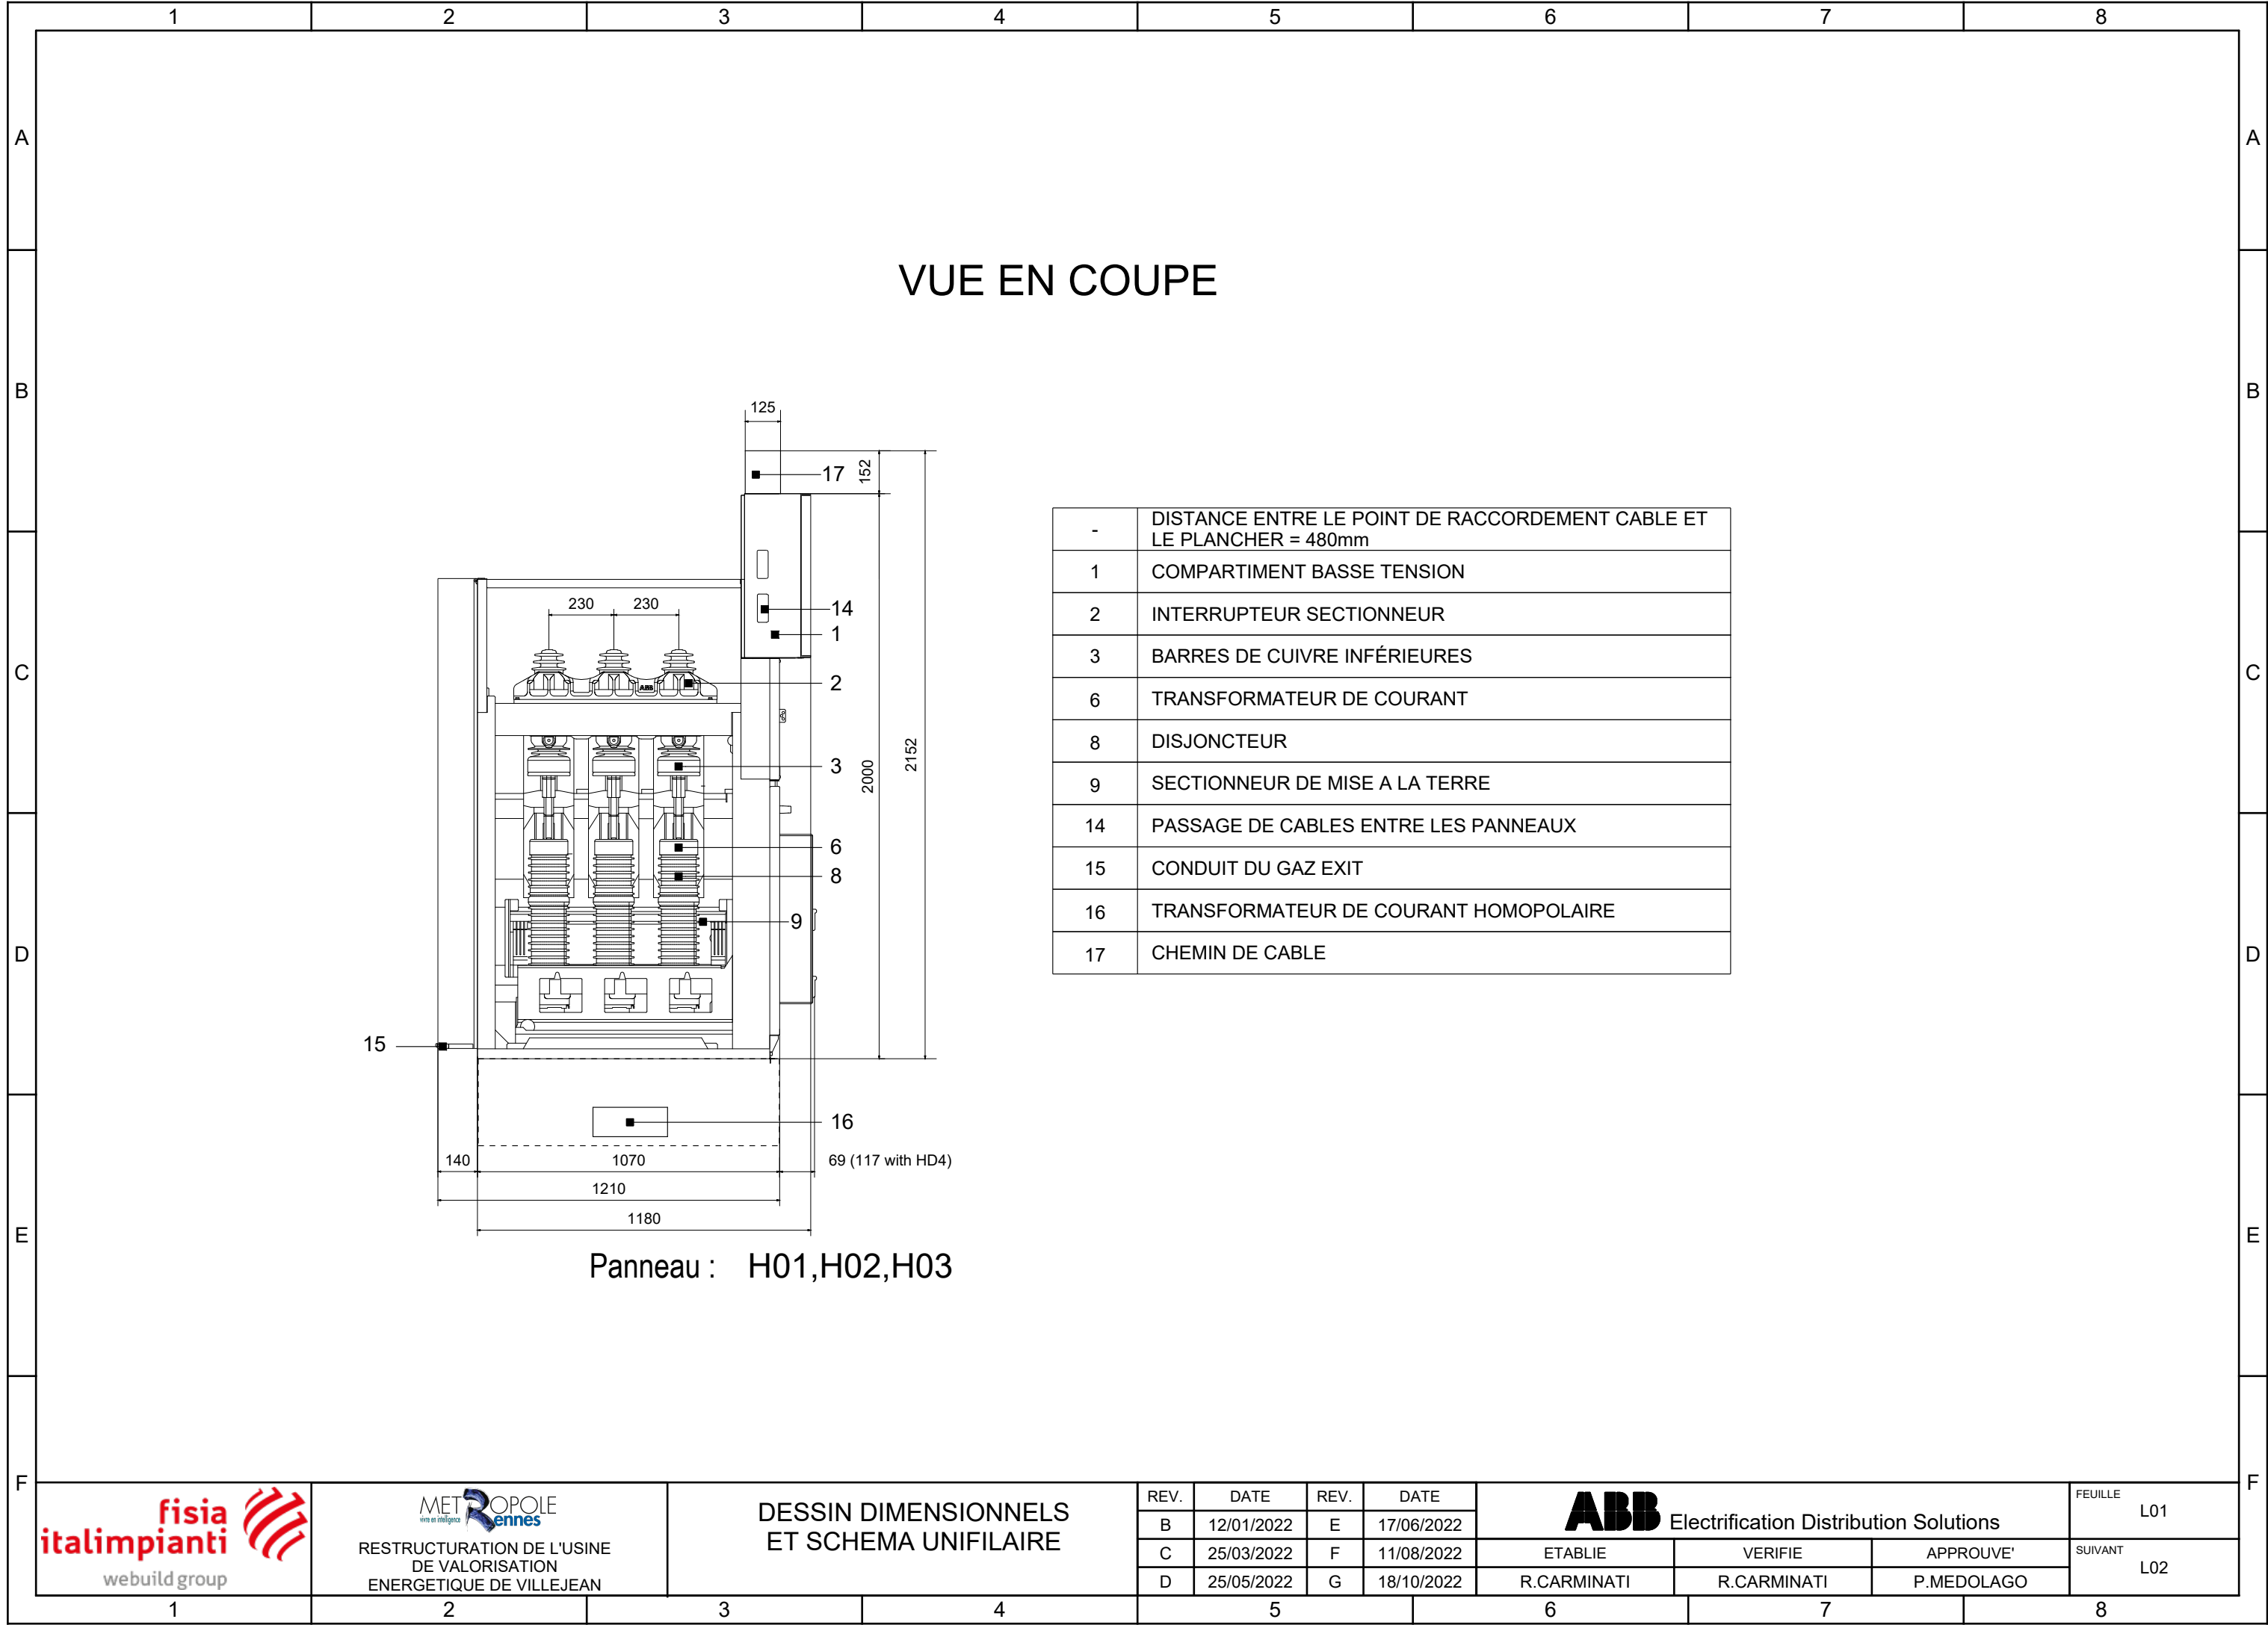 1 2 3 4 5 6 7 8
A A
B B
C C
D D
E E
F F
VUE EN COUPE
125
17
152
230 230
14
1
2
ABB
3
2000
2152
6
8
9
15
16
140
1070
69 (117 with HD4)
1210
1180
Panneau : H01,H02,H03
- DISTANCE ENTRE LE POINT DE RACCORDEMENT CABLE ET
LE PLANCHER = 480mm
1 COMPARTIMENT BASSE TENSION
2 INTERRUPTEUR SECTIONNEUR
3 BARRES DE CUIVRE INFÉRIEURES
6 TRANSFORMATEUR DE COURANT
8 DISJONCTEUR
9 SECTIONNEUR DE MISE A LA TERRE
14 PASSAGE DE CABLES ENTRE LES PANNEAUX
15 CONDUIT DU GAZ EXIT
16 TRANSFORMATEUR DE COURANT HOMOPOLAIRE
17 CHEMIN DE CABLE
fisia
italimpianti
webuild group
METROPOLE
vivre en intelligence
Rennes
RESTRUCTURATION DE L'USINE
DE VALORISATION
ENERGETIQUE DE VILLEJEAN
DESSIN DIMENSIONNELS
ET SCHEMA UNIFILAIRE
REV. DATE REV. DATE
B 12/01/2022 E 17/06/2022
C 25/03/2022 F 11/08/2022
D 25/05/2022 G 18/10/2022
ABB Electrification Distribution Solutions
ETABLIE VERIFIE APPROUVE'
R.CARMINATI R.CARMINATI P.MEDOLAGO
FEUILLE
L01
SUIVANT
L02
1 2 3 4 5 6 7 8